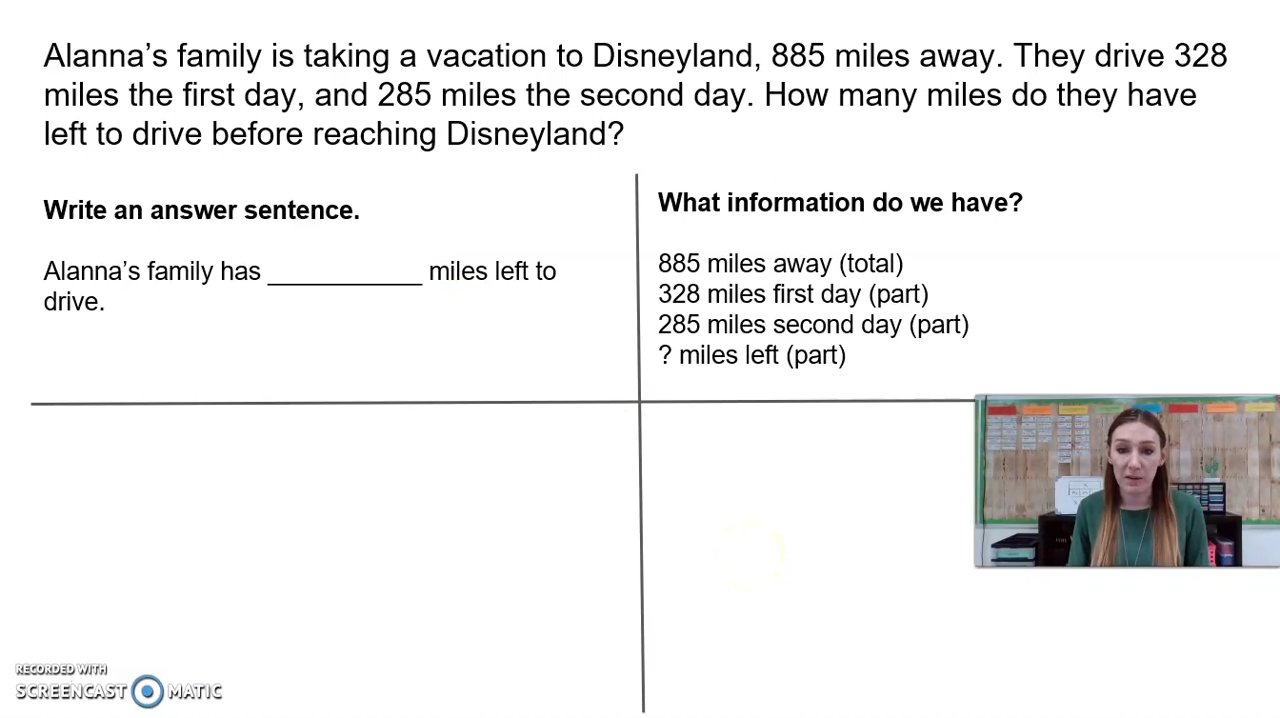 Alanna’s family is taking a vacation to Disneyland, 885 miles away. They drive 328
miles the first day, and 285 miles the second day. How many miles do they have
left to drive before reaching Disneyland?
Write an answer sentence.
Alanna’s family has ___________ miles left to
drive.
What information do we have?
885 miles away (total)
328 miles first day (part)
285 miles second day (part)
? miles left (part)
RECORDED WITH
SCREENCAST MATIC